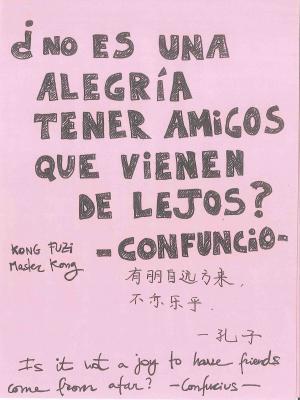 ¿NO ES UNA
ALEGRÍA
TENER AMIGOS
QUE VIENEN
DE LEJOS?
-CONFUNCIO-
KONG FUZI
Master Kong
有朋自远方来,
不亦乐乎.
一孔子
Is it not a joy to have friends
come from afar? -Confucius-